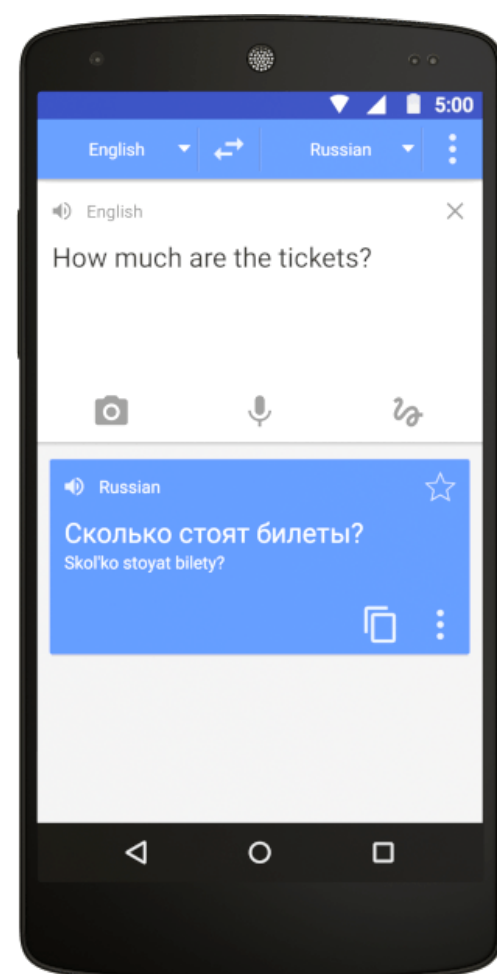 5:00
English
Russian
English
How much are the tickets?
Russian
Сколько стоят билеты?
Skol'ko stoyat bilety?